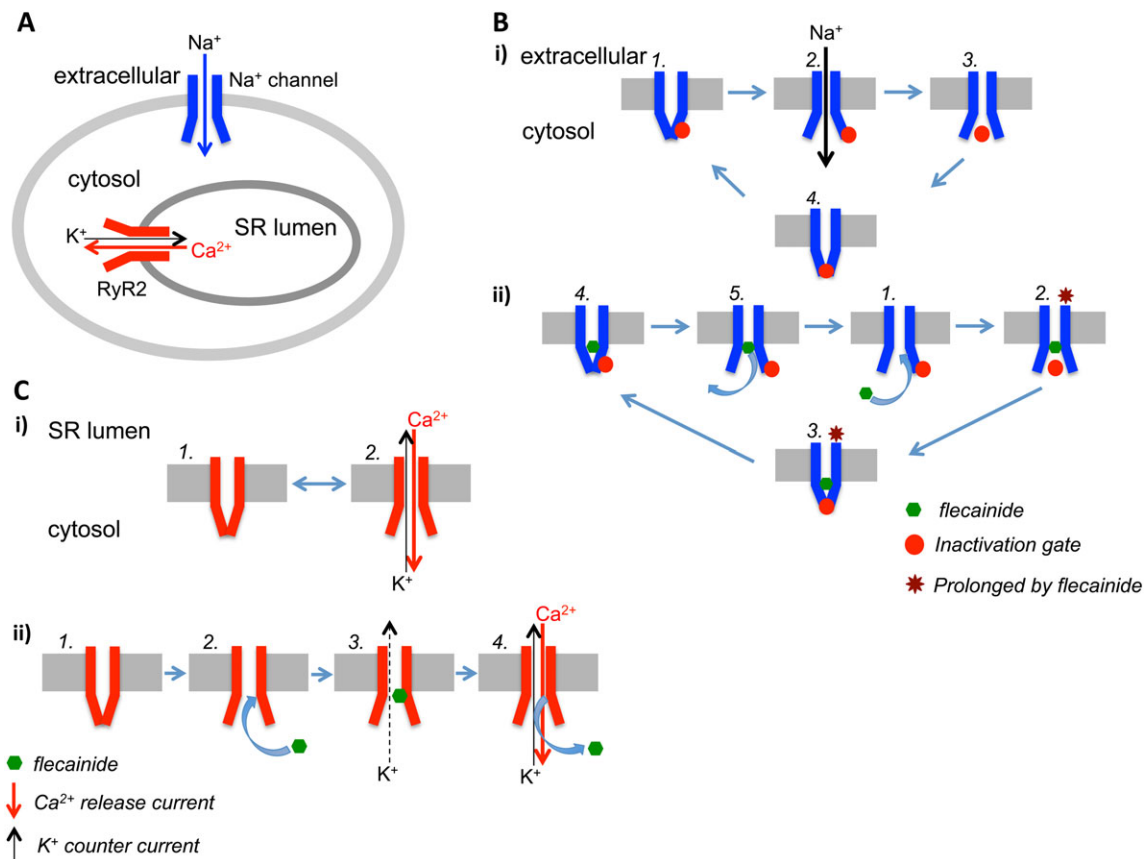 A
Na⁺
extracellular
Na⁺ channel
cytosol
SR lumen
K⁺
Ca²⁺
RyR2
B
i)
extracellular
Na⁺
1.
2.
3.
cytosol
4.
ii)
4.
5.
1.
2.
3.
flecainide
Inactivation gate
Prolonged by flecainide
C
i)
SR lumen
Ca²⁺
1.
2.
cytosol
K⁺
ii)
1.
2.
3.
4.
Ca²⁺
K⁺
K⁺
flecainide
Ca²⁺ release current
K⁺ counter current